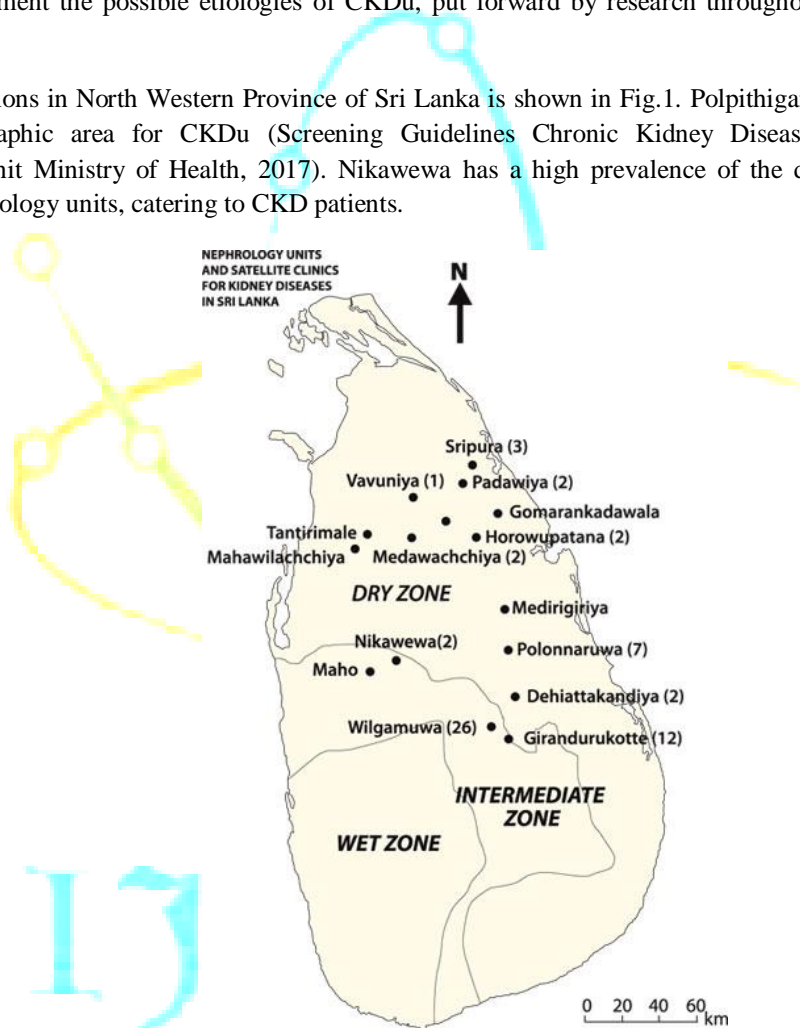 ment the possible etiologies of CKDu, put forward by research througho
ions in North Western Province of Sri Lanka is shown in Fig.1. Polpithigar
aphic area for CKDu (Screening Guidelines Chronic Kidney Diseas
nit Ministry of Health, 2017). Nikawewa has a high prevalence of the d
ology units, catering to CKD patients.
NEPHROLOGY UNITS
AND SATELLITE CLINICS
FOR KIDNEY DISEASES
IN SRI LANKA
N
Sripura (3)
Vavuniya (1)
Padawiya (2)
Gomarankadawala
Tantirimale
Horowupatana (2)
Mahawilachchiya
Medawachchiya (2)
DRY ZONE
Medirigiriya
Nikawewa(2)
Polonnaruwa (7)
Maho
Dehiattakandiya (2)
Wilgamuwa (26)
Girandurukotte (12)
INTERMEDIATE
ZONE
WET ZONE
0 20 40 60
km